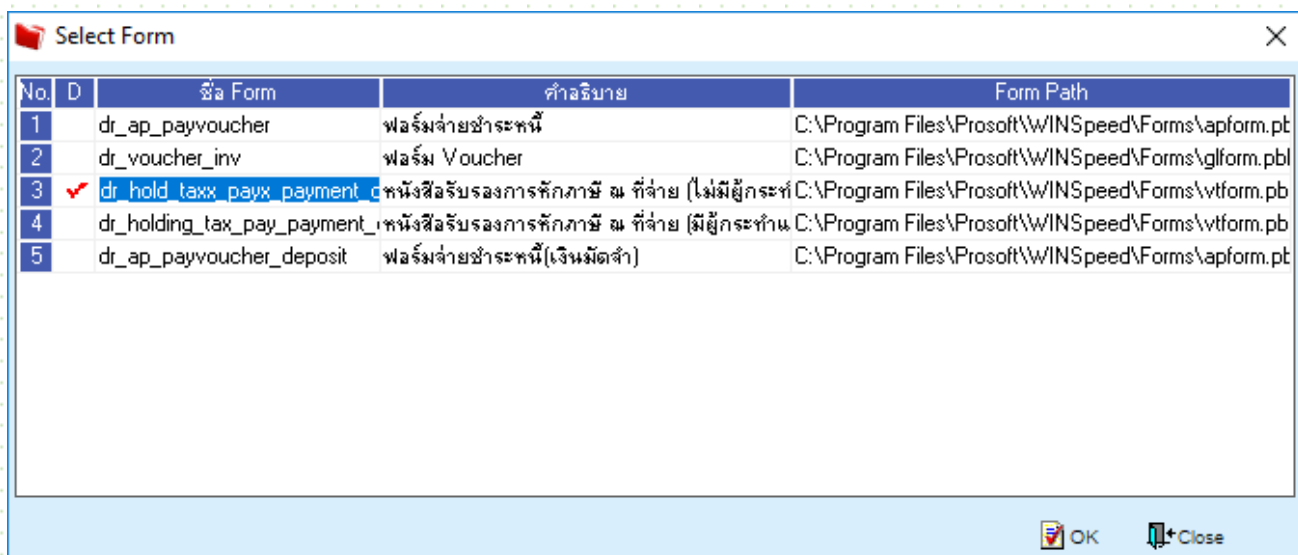 Select Form
No. D ชื่อ Form คำอธิบาย Form Path
1 dr_ap_payvoucher ฟอร์มจ่ายชำระหนี้ C:\Program Files\Prosoft\WINSpeed\Forms\apform.pb
2 dr_voucher_inv ฟอร์ม Voucher C:\Program Files\Prosoft\WINSpeed\Forms\glform.pbl
3 dr_hold_taxx_payx_payment_ หนังสือรับรองการหักภาษี ณ ที่จ่าย (ไม่มีผู้กระทำ C:\Program Files\Prosoft\WINSpeed\Forms\vtform.pb
4 dr_holding_tax_pay_payment_ หนังสือรับรองการหักภาษี ณ ที่จ่าย (มีผู้กระทำแ C:\Program Files\Prosoft\WINSpeed\Forms\vtform.pb
5 dr_ap_payvoucher_deposit ฟอร์มจ่ายชำระหนี้(เงินมัดจำ) C:\Program Files\Prosoft\WINSpeed\Forms\apform.pb
OK Close